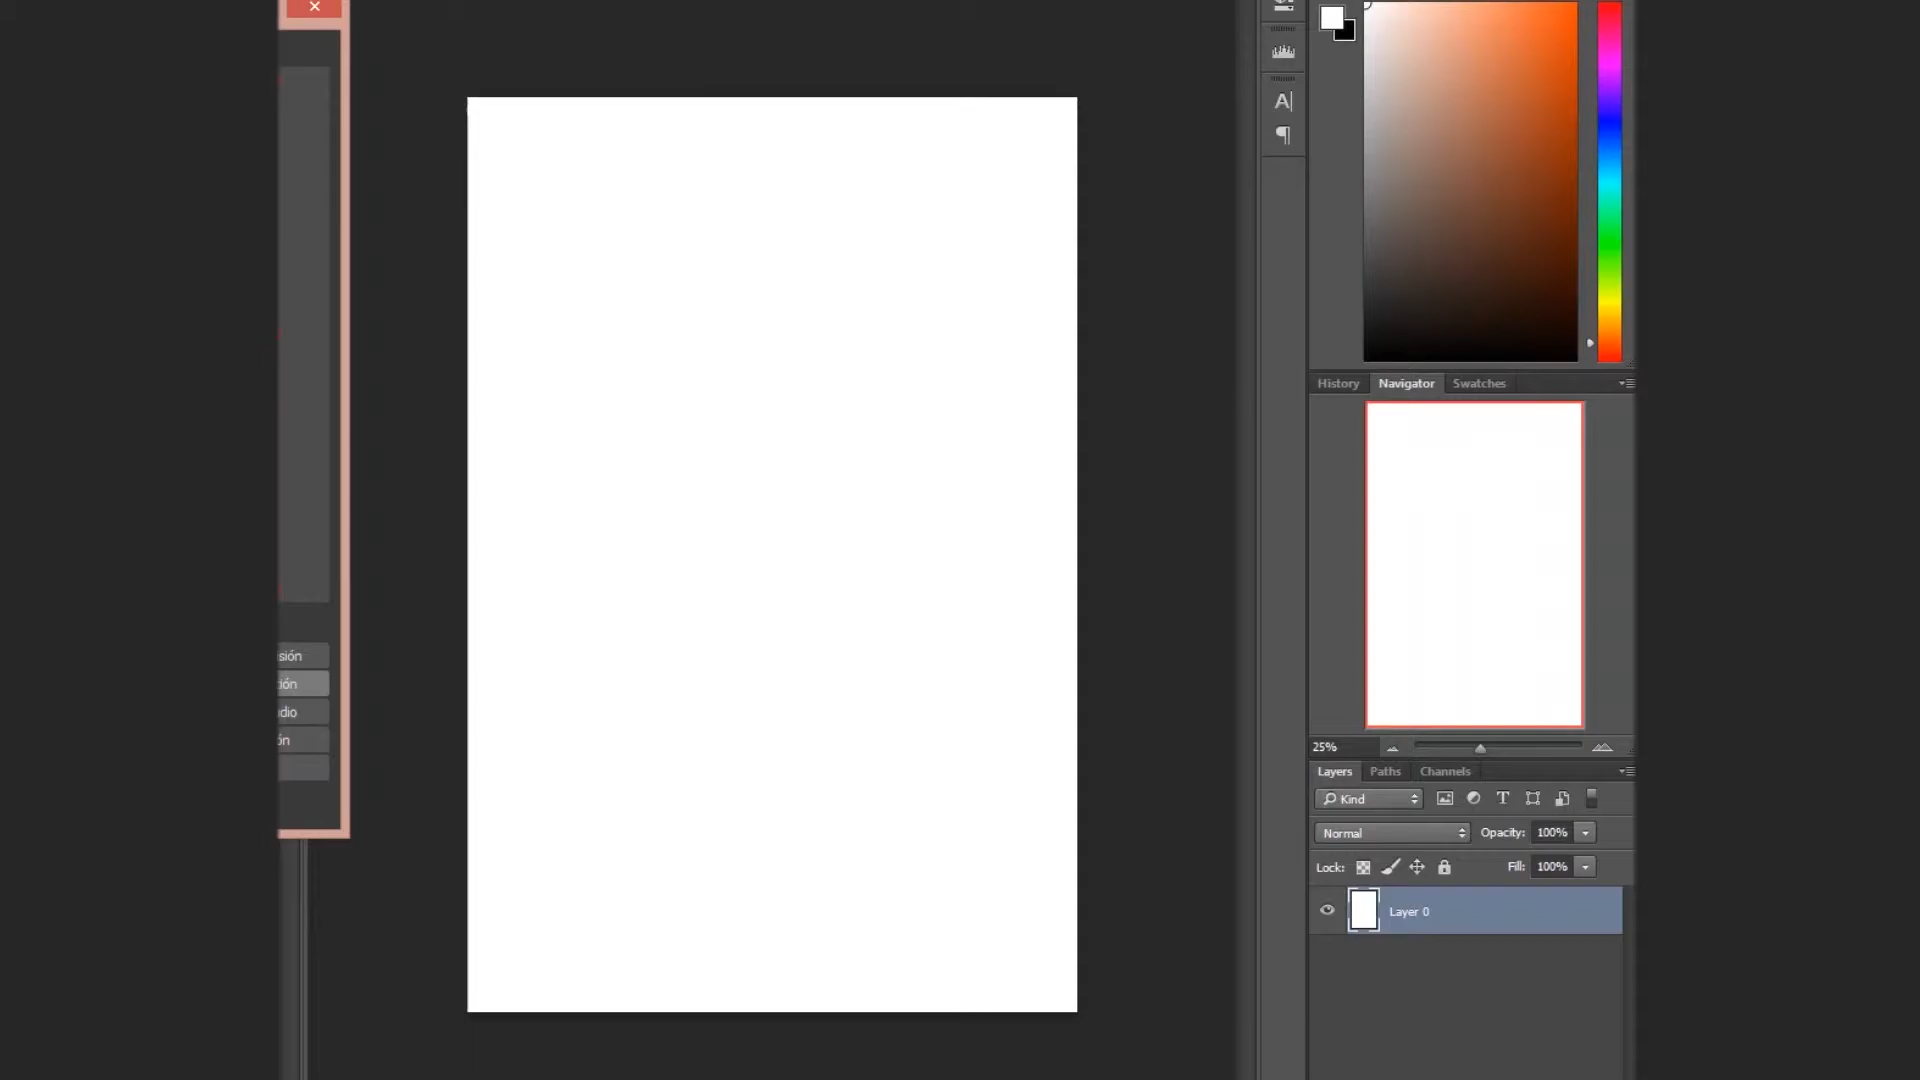 A|
History Navigator Swatches
sión
ión
dio
ón
25%
Layers Paths Channels
Kind
T
Normal Opacity: 100%
Lock: Fill: 100%
Layer 0